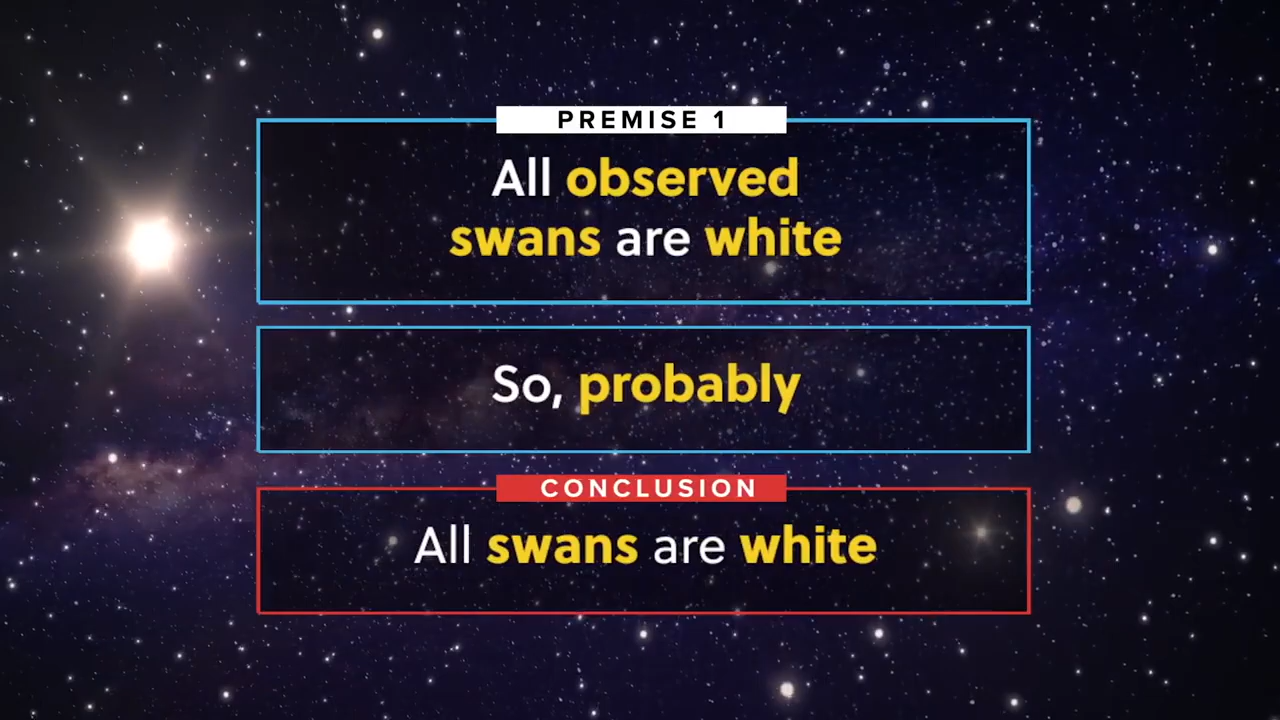 PREMISE 1
All observed
swans are white
So, probably
CONCLUSION
All swans are white